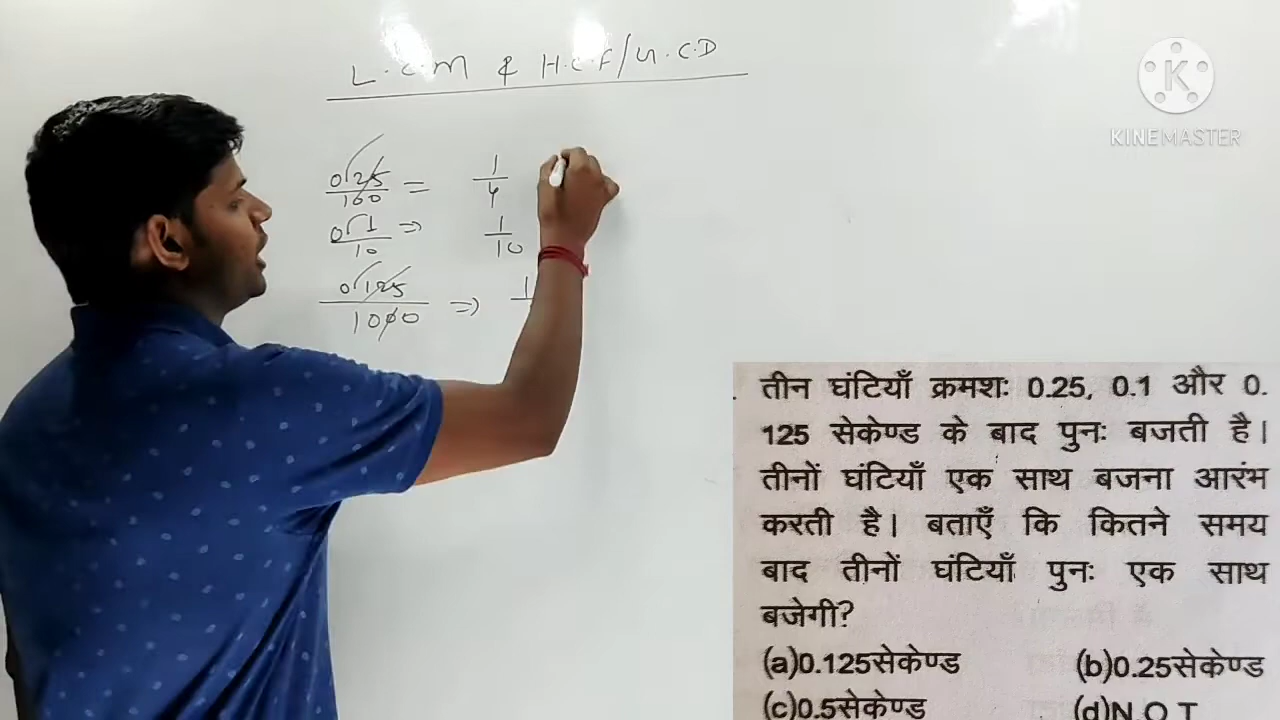 L.C.M & H.C.F/G.C.D
KINEMASTER
0.25/100 = 1/4
0.1/10 ⇒ 1/10
0.125/1000 ⇒ 1
तीन घंटियाँ क्रमशः 0.25, 0.1 और 0.
125 सेकेण्ड के बाद पुनः बजती है।
तीनों घंटियाँ एक साथ बजना आरंभ
करती है। बताएँ कि कितने समय
बाद तीनों घंटियाँ पुनः एक साथ
बजेगी?
(a)0.125सेकेण्ड (b)0.25सेकेण्ड
(c)0.5सेकेण्ड (d)N.O.T